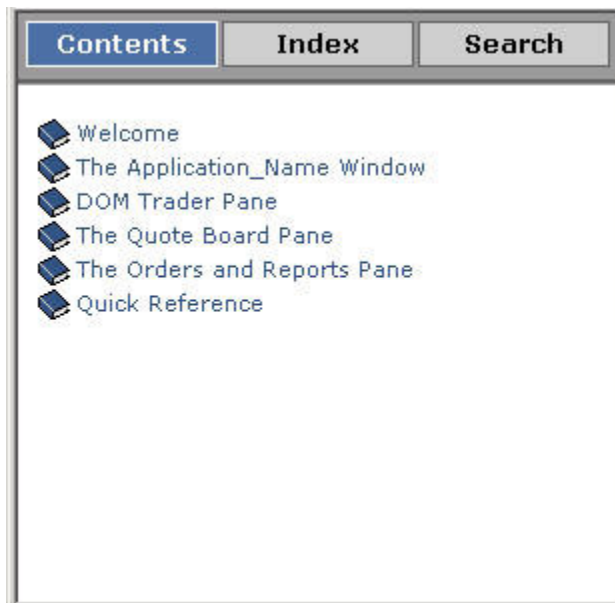 Contents Index Search
Welcome
The Application_Name Window
DOM Trader Pane
The Quote Board Pane
The Orders and Reports Pane
Quick Reference